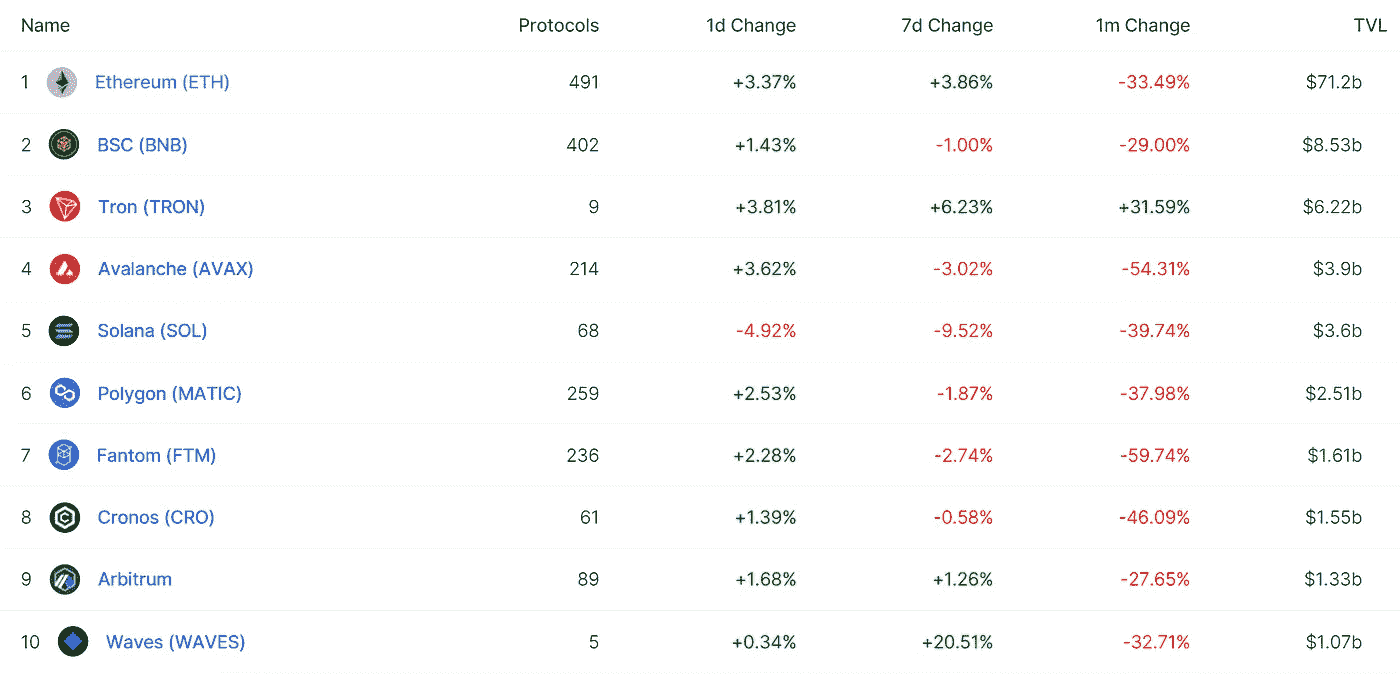 Name Protocols 1d Change 7d Change 1m Change TVL
1 Ethereum (ETH) 491 +3.37% +3.86% -33.49% $71.2b
2 BSC (BNB) 402 +1.43% -1.00% -29.00% $8.53b
3 Tron (TRON) 9 +3.81% +6.23% +31.59% $6.22b
4 Avalanche (AVAX) 214 +3.62% -3.02% -54.31% $3.9b
5 Solana (SOL) 68 -4.92% -9.52% -39.74% $3.6b
6 Polygon (MATIC) 259 +2.53% -1.87% -37.98% $2.51b
7 Fantom (FTM) 236 +2.28% -2.74% -59.74% $1.61b
8 Cronos (CRO) 61 +1.39% -0.58% -46.09% $1.55b
9 Arbitrum 89 +1.68% +1.26% -27.65% $1.33b
10 Waves (WAVES) 5 +0.34% +20.51% -32.71% $1.07b